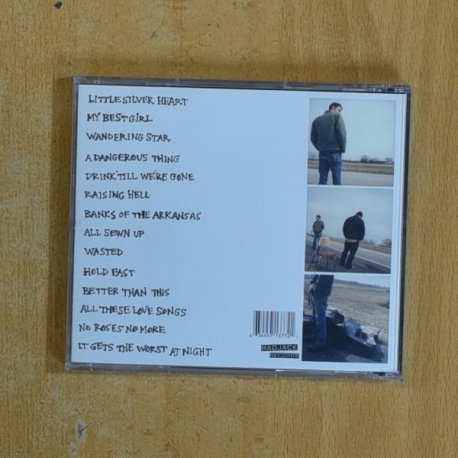 LITTLE SILVER HEART
MY BEST GIRL
WANDERING STAR
A DANGEROUS THING
DRINK 'TILL WE'RE GONE
RAISING HELL
BANKS OF THE ARKANSAS
ALL SEWN UP
WASTED
HOLD FAST
BETTER THAN THIS
ALL THESE LOVE SONGS
NO ROSES NO MORE
IT GETS THE WORST AT NIGHT
MADJACK
RECORDS